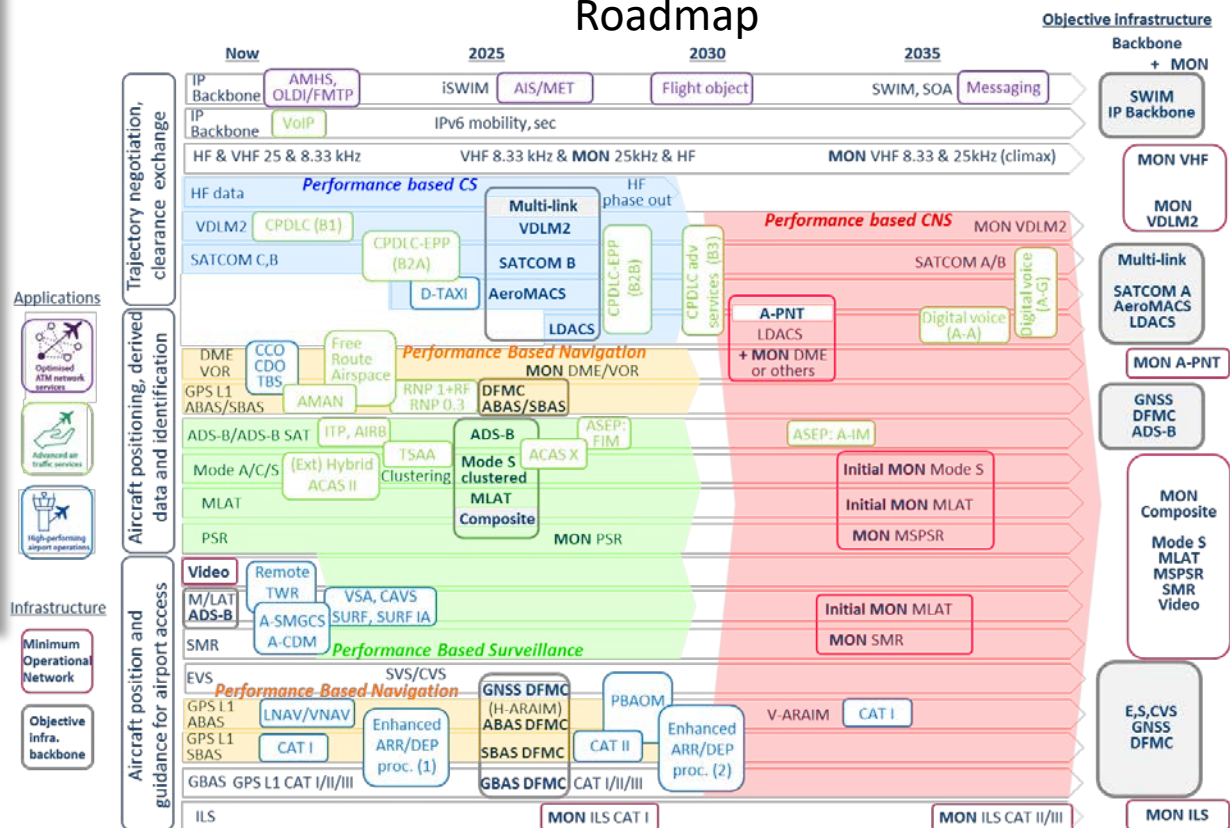 Roadmap
Objective infrastructure
Backbone
+ MON
Now
2025
2030
2035
Trajectory negotiation,
clearance exchange
IP
Backbone
AMHS,
OLDI/FMTP
iSWIM
AIS/MET
Flight object
SWIM, SOA
Messaging
SWIM
IP Backbone
IP
Backbone
VoIP
IPv6 mobility, sec
HF & VHF 25 & 8.33 kHz
VHF 8.33 kHz & MON 25kHz & HF
MON VHF 8.33 & 25kHz (climax)
MON VHF
MON
VDLM2
HF data
Performance based CS
HF
phase out
Multi-link
VDLM2
SATCOM B
AeroMACS
LDACS
VDLM2
CPDLC (B1)
Performance based CNS
MON VDLM2
CPDLC-EPP
(B2A)
CPDLC-EPP
(B2B)
CPDLC adv
services (B3)
SATCOM C,B
SATCOM A/B
Digital voice
(A-G)
D-TAXI
Digital voice
(A-A)
Multi-link
SATCOM A
AeroMACS
LDACS
Applications
Optimised
ATM network
services
Advanced air
traffic services
High-performing
airport operations
Infrastructure
Minimum
Operational
Network
Objective
infra.
backbone
Aircraft positioning, derived
data and identification
A-PNT
LDACS
+ MON DME
or others
DME
VOR
CCO
CDO
TBS
Free
Route
Airspace
Performance Based Navigation
MON DME/VOR
MON A-PNT
GPS L1
ABAS/SBAS
AMAN
RNP 1+RF
RNP 0.3
DFMC
ABAS/SBAS
GNSS
DFMC
ADS-B
ADS-B/ADS-B SAT
ITP, AIRB
ADS-B
Mode S
clustered
MLAT
Composite
ASEP:
FIM
ASEP: A-IM
TSAA
ACAS X
Mode A/C/S
(Ext) Hybrid
ACAS II
Clustering
Initial MON Mode S
MLAT
Initial MON MLAT
PSR
MON PSR
MON MSPSR
MON
Composite
Mode S
MLAT
MSPSR
SMR
Video
Aircraft position and
guidance for airport access
Video
Remote
TWR
M/LAT
ADS-B
A-SMGCS
A-CDM
VSA, CAVS
SURF, SURF IA
Initial MON MLAT
SMR
Performance Based Surveillance
MON SMR
EVS
SVS/CVS
Performance Based Navigation
GNSS DFMC
(H-ARAIM)
ABAS DFMC
SBAS DFMC
GBAS DFMC
PBAOM
GPS L1
ABAS
LNAV/VNAV
Enhanced
ARR/DEP
proc. (1)
Enhanced
ARR/DEP
proc. (2)
V-ARAIM
CAT I
GPS L1
SBAS
CAT I
CAT II
E,S,CVS
GNSS
DFMC
GBAS GPS L1 CAT I/II/III
CAT I/II/III
ILS
MON ILS CAT I
MON ILS CAT II/III
MON ILS